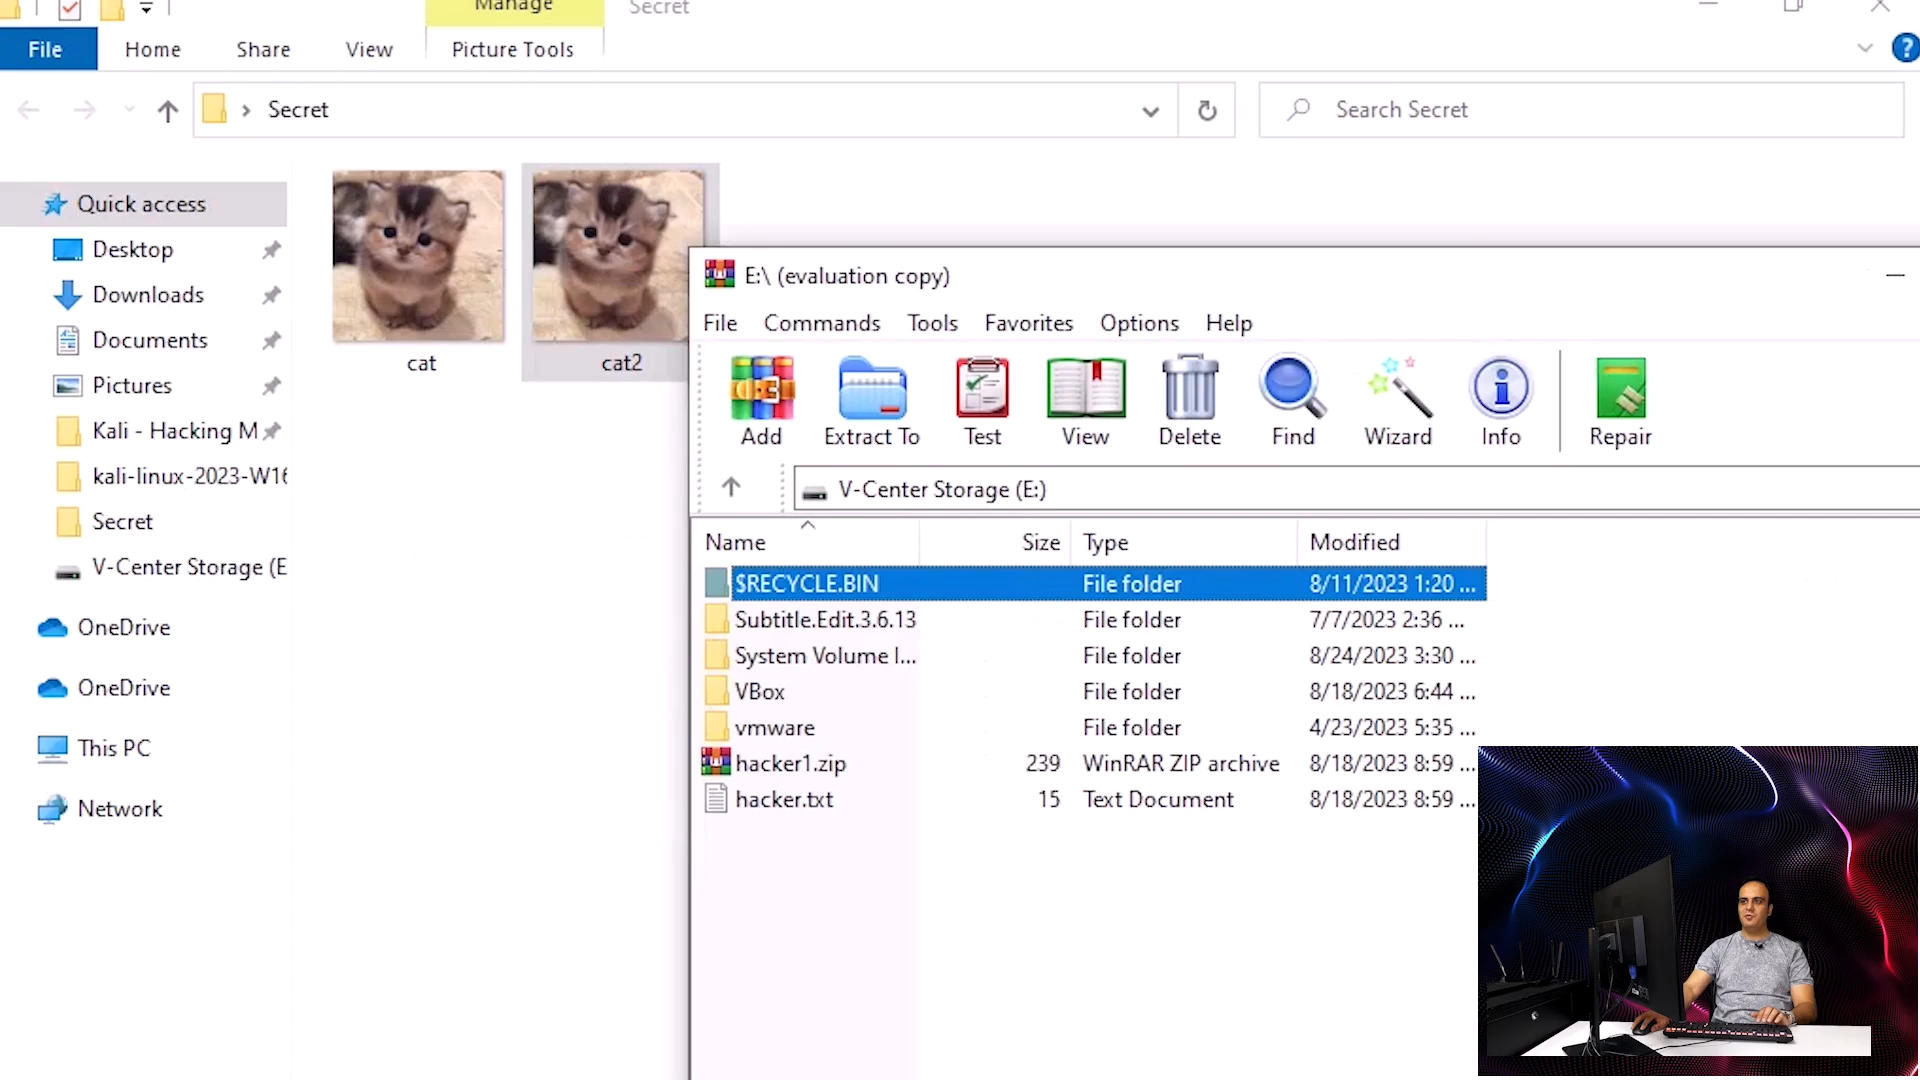 Manage
Secret
File
Home
Share
View
Picture Tools
Secret
Search Secret
Quick access
Desktop
Downloads
Documents
Pictures
Kali - Hacking M
kali-linux-2023-W16
Secret
V-Center Storage (E
OneDrive
OneDrive
This PC
Network
cat
cat2
E:\ (evaluation copy)
File
Commands
Tools
Favorites
Options
Help
Add
Extract To
Test
View
Delete
Find
Wizard
Info
Repair
V-Center Storage (E:)
Name Size Type Modified
$RECYCLE.BIN File folder 8/11/2023 1:20 ...
Subtitle.Edit.3.6.13 File folder 7/7/2023 2:36 ...
System Volume I... File folder 8/24/2023 3:30 ...
VBox File folder 8/18/2023 6:44 ...
vmware File folder 4/23/2023 5:35 ...
hacker1.zip 239 WinRAR ZIP archive 8/18/2023 8:59 ...
hacker.txt 15 Text Document 8/18/2023 8:59 ...